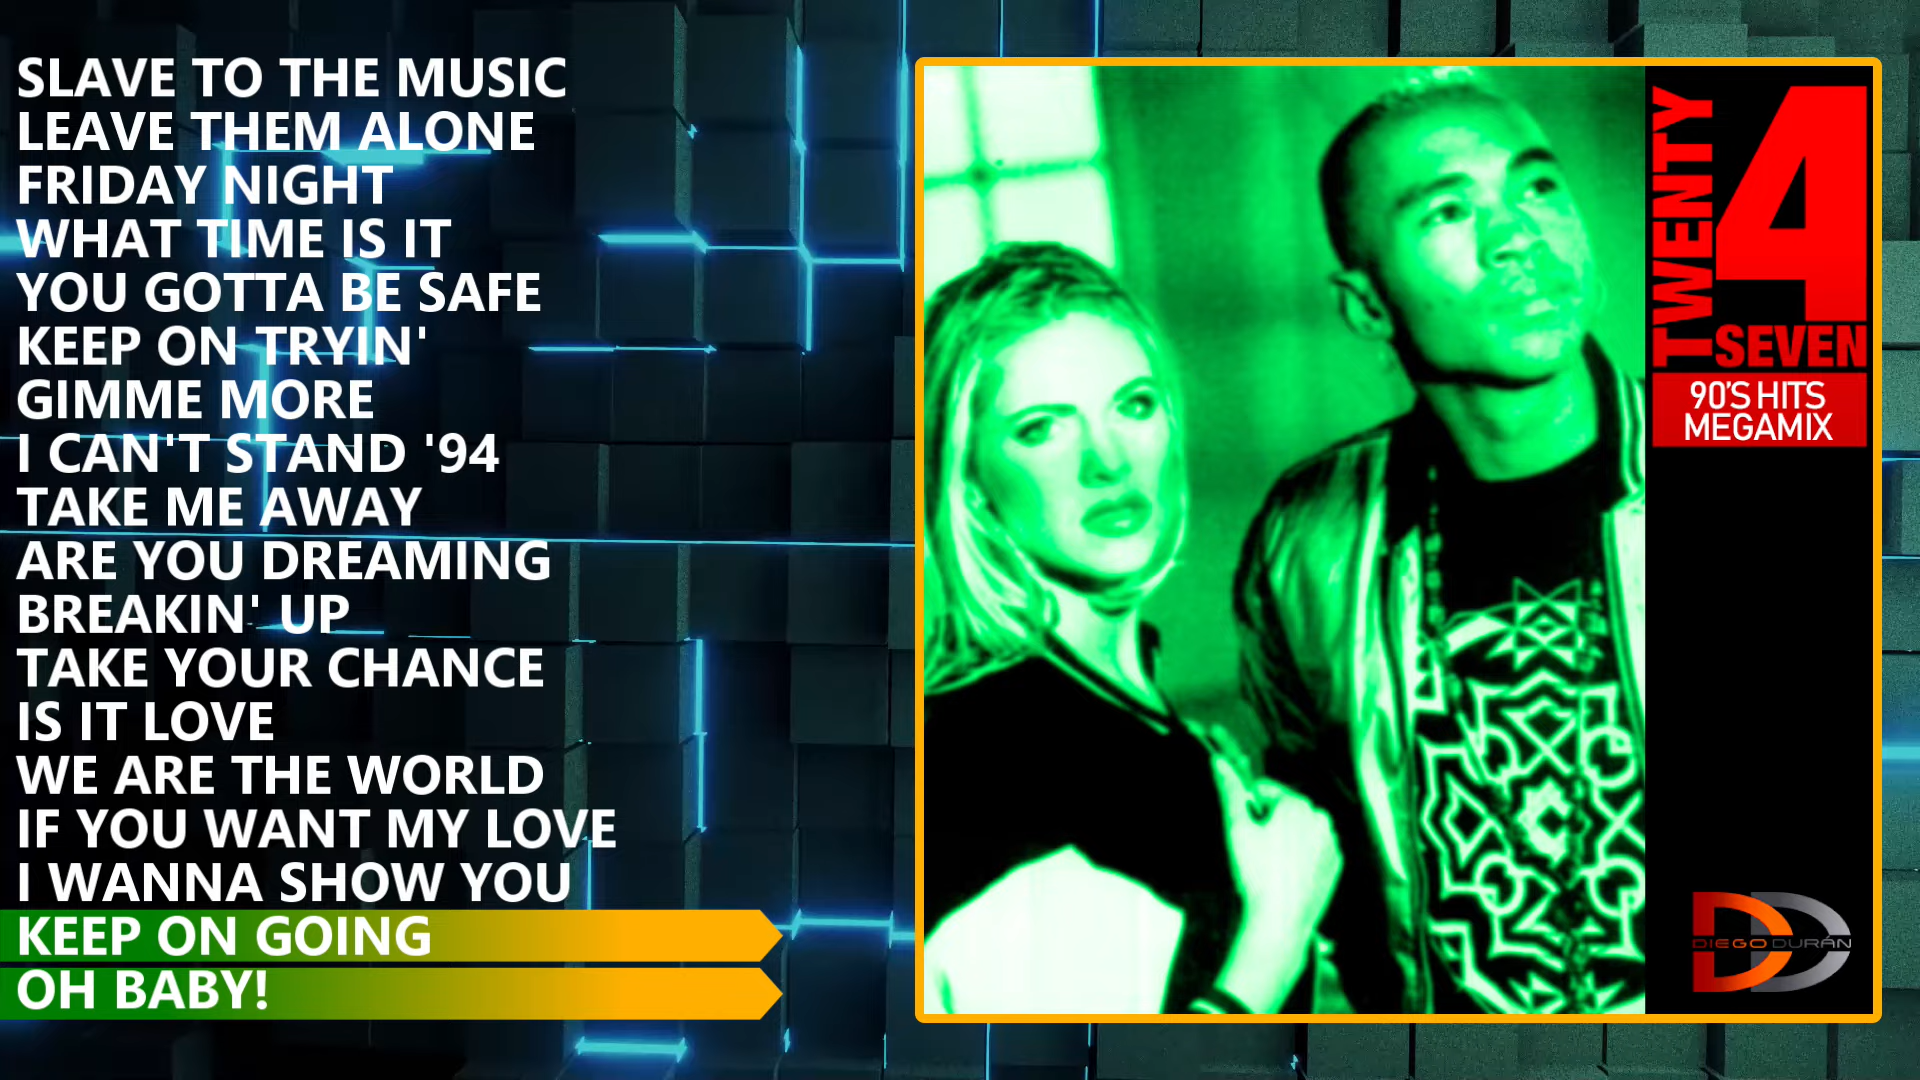 SLAVE TO THE MUSIC
LEAVE THEM ALONE
FRIDAY NIGHT
WHAT TIME IS IT
YOU GOTTA BE SAFE
KEEP ON TRYIN'
GIMME MORE
I CAN'T STAND '94
TAKE ME AWAY
ARE YOU DREAMING
BREAKIN' UP
TAKE YOUR CHANCE
IS IT LOVE
WE ARE THE WORLD
IF YOU WANT MY LOVE
I WANNA SHOW YOU
KEEP ON GOING
OH BABY!
TWENTY
4
SEVEN
90'S HITS
MEGAMIX
DD
DIEGO DURÁN